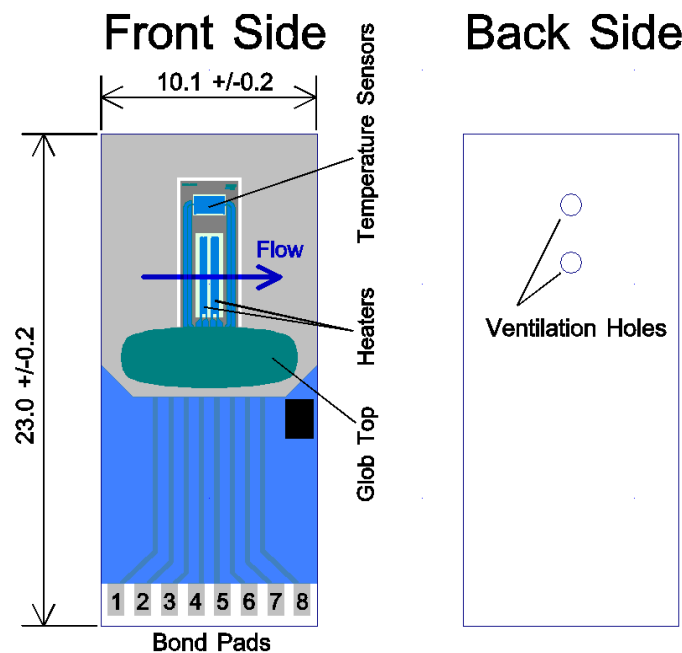 Front Side
Back Side
10.1 +/-0.2
Temperature Sensors
Flow
Heaters
Ventilation Holes
23.0 +/-0.2
Glob Top
1 2 3 4 5 6 7 8
Bond Pads